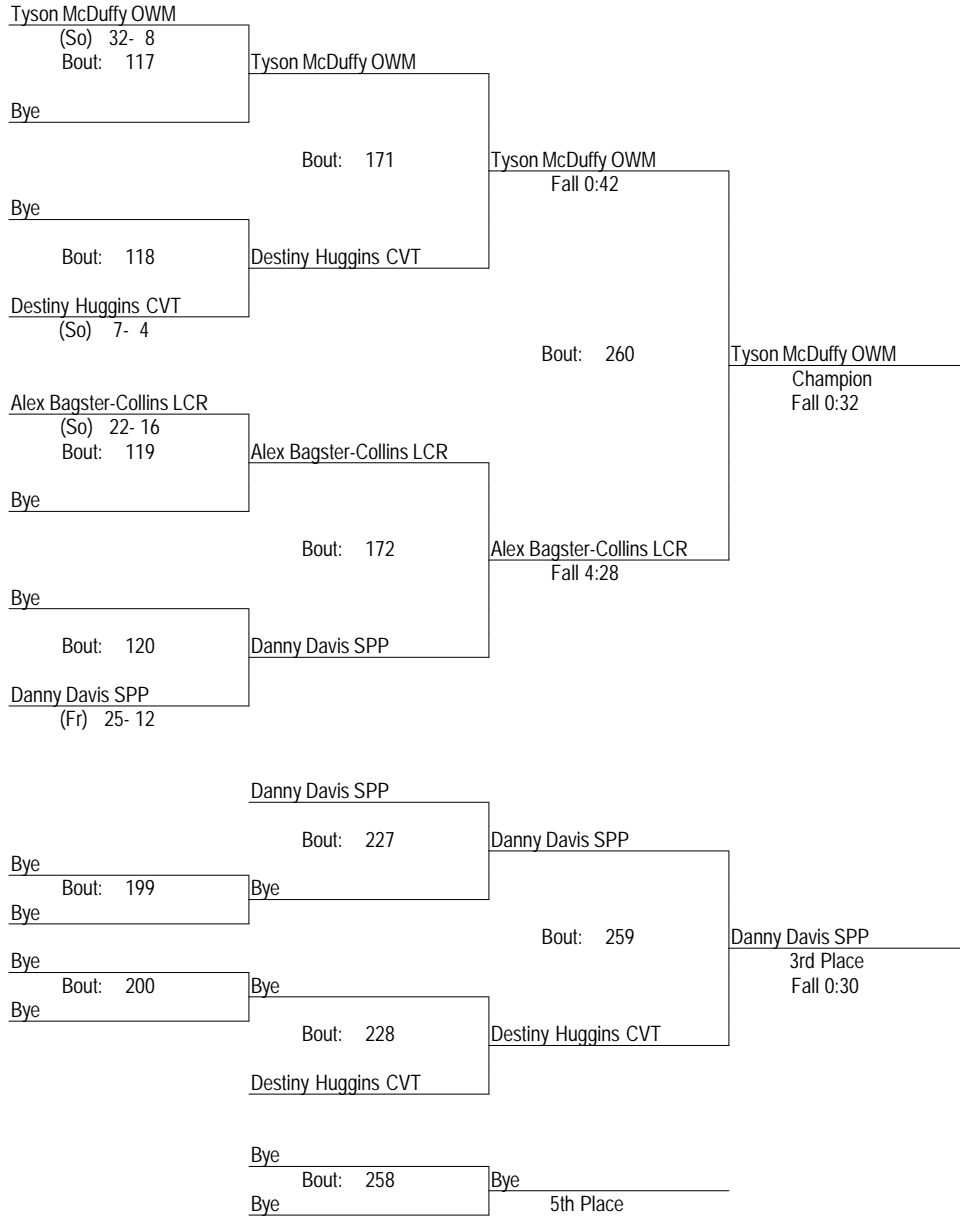 Tyson McDuffy OWM
(So) 32- 8
Bout: 117
Tyson McDuffy OWM
Bye
Bout: 171
Tyson McDuffy OWM
Fall 0:42
Bye
Bout: 118
Destiny Huggins CVT
Destiny Huggins CVT
(So) 7- 4
Bout: 260
Tyson McDuffy OWM
Champion
Fall 0:32
Alex Bagster-Collins LCR
(So) 22- 16
Bout: 119
Alex Bagster-Collins LCR
Bye
Bout: 172
Alex Bagster-Collins LCR
Fall 4:28
Bye
Bout: 120
Danny Davis SPP
Danny Davis SPP
(Fr) 25- 12
Danny Davis SPP
Bout: 227
Danny Davis SPP
Bye
Bout: 199
Bye
Bye
Bout: 259
Danny Davis SPP
3rd Place
Fall 0:30
Bye
Bout: 200
Bye
Bye
Bout: 228
Destiny Huggins CVT
Destiny Huggins CVT
Bye
Bout: 258
Bye
Bye
5th Place